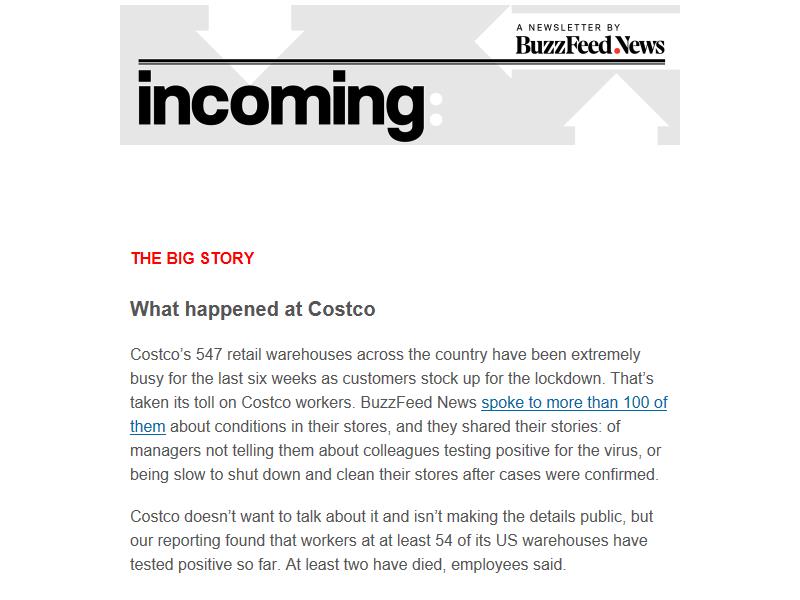 A NEWSLETTER BY
BuzzFeed.News
incoming:
THE BIG STORY
What happened at Costco
Costco’s 547 retail warehouses across the country have been extremely
busy for the last six weeks as customers stock up for the lockdown. That’s
taken its toll on Costco workers. BuzzFeed News spoke to more than 100 of
them about conditions in their stores, and they shared their stories: of
managers not telling them about colleagues testing positive for the virus, or
being slow to shut down and clean their stores after cases were confirmed.
Costco doesn’t want to talk about it and isn’t making the details public, but
our reporting found that workers at at least 54 of its US warehouses have
tested positive so far. At least two have died, employees said.